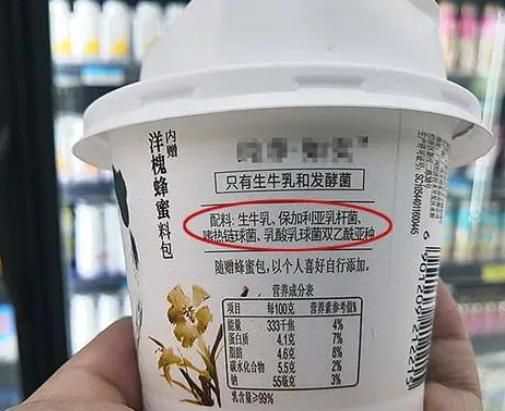 内赠
洋槐蜂蜜料包
只有生牛乳和发酵菌
配料: 生牛乳、保加利亚乳杆菌、
嗜热链球菌、乳酸乳球菌双乙酰亚种
随赠蜂蜜包,以个人喜好自行添加。
营养成分表
项目 每100克 营养素参考值%
能量 333千焦 4%
蛋白质 4.1克 7%
脂肪 4.6克 8%
碳水化合物 5.5克 2%
钠 55毫克 3%
乳含量≥99%